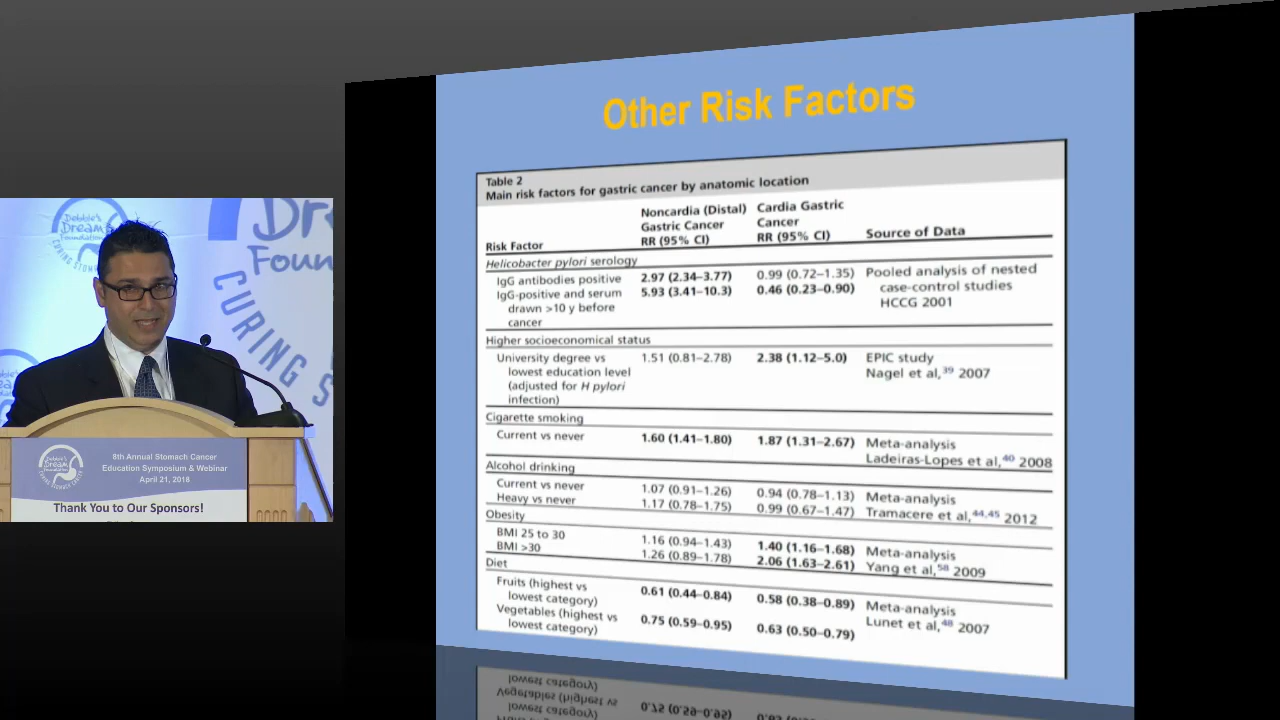 Other Risk Factors
Table 2
Main risk factors for gastric cancer by anatomic location
Risk Factor
Noncardia (Distal)
Gastric Cancer
RR (95% CI)
Cardia Gastric
Cancer
RR (95% CI)
Source of Data
Helicobacter pylori serology
IgG antibodies positive 2.97 (2.34–3.77) 0.99 (0.72–1.35) Pooled analysis of nested
IgG-positive and serum 5.93 (3.41–10.3) 0.46 (0.23–0.90) case-control studies
drawn >10 y before HCCG 2001
cancer
Higher socioeconomical status
University degree vs 1.51 (0.81–2.78) 2.38 (1.12–5.0) EPIC study
lowest education level Nagel et al,39 2007
(adjusted for H pylori
infection)
Cigarette smoking
Current vs never 1.60 (1.41–1.80) 1.87 (1.31–2.67) Meta-analysis
Ladeiras-Lopes et al,40 2008
Alcohol drinking
Current vs never 1.07 (0.91–1.26) 0.94 (0.78–1.13) Meta-analysis
Heavy vs never 1.17 (0.78–1.75) 0.99 (0.67–1.47) Tramacere et al,44,45 2012
Obesity
BMI 25 to 30 1.16 (0.94–1.43) 1.40 (1.16–1.68) Meta-analysis
BMI >30 1.26 (0.89–1.78) 2.06 (1.63–2.61) Yang et al,58 2009
Diet
Fruits (highest vs 0.61 (0.44–0.84) 0.58 (0.38–0.89) Meta-analysis
lowest category) Lunet et al,48 2007
Vegetables (highest vs 0.75 (0.59–0.95) 0.63 (0.50–0.79)
lowest category)
Debbie's
Dream
Foundation
CURING
Dr
Foun
CURING S
Debbie's
Dream
Foundation
8th Annual Stomach Cancer
Education Symposium & Webinar
April 21, 2018
Thank You to Our Sponsors!